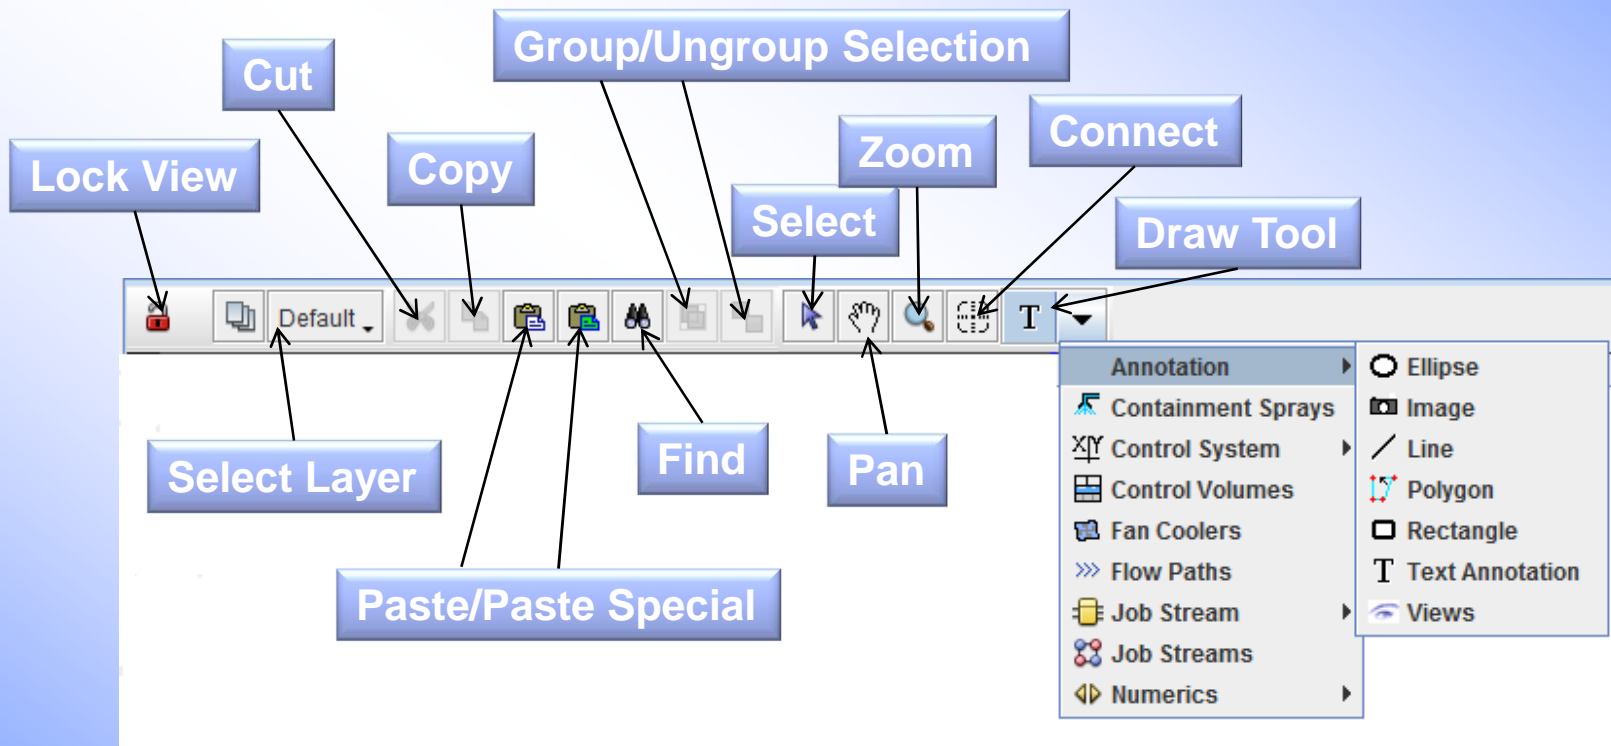 Group/Ungroup Selection
Cut
Zoom
Connect
Copy
Lock View
Select
Draw Tool
Default
T
Select Layer
Find
Pan
Paste/Paste Special
Annotation
Containment Sprays
Control System
Control Volumes
Fan Coolers
Flow Paths
Job Stream
Job Streams
Numerics
Ellipse
Image
Line
Polygon
Rectangle
T Text Annotation
Views